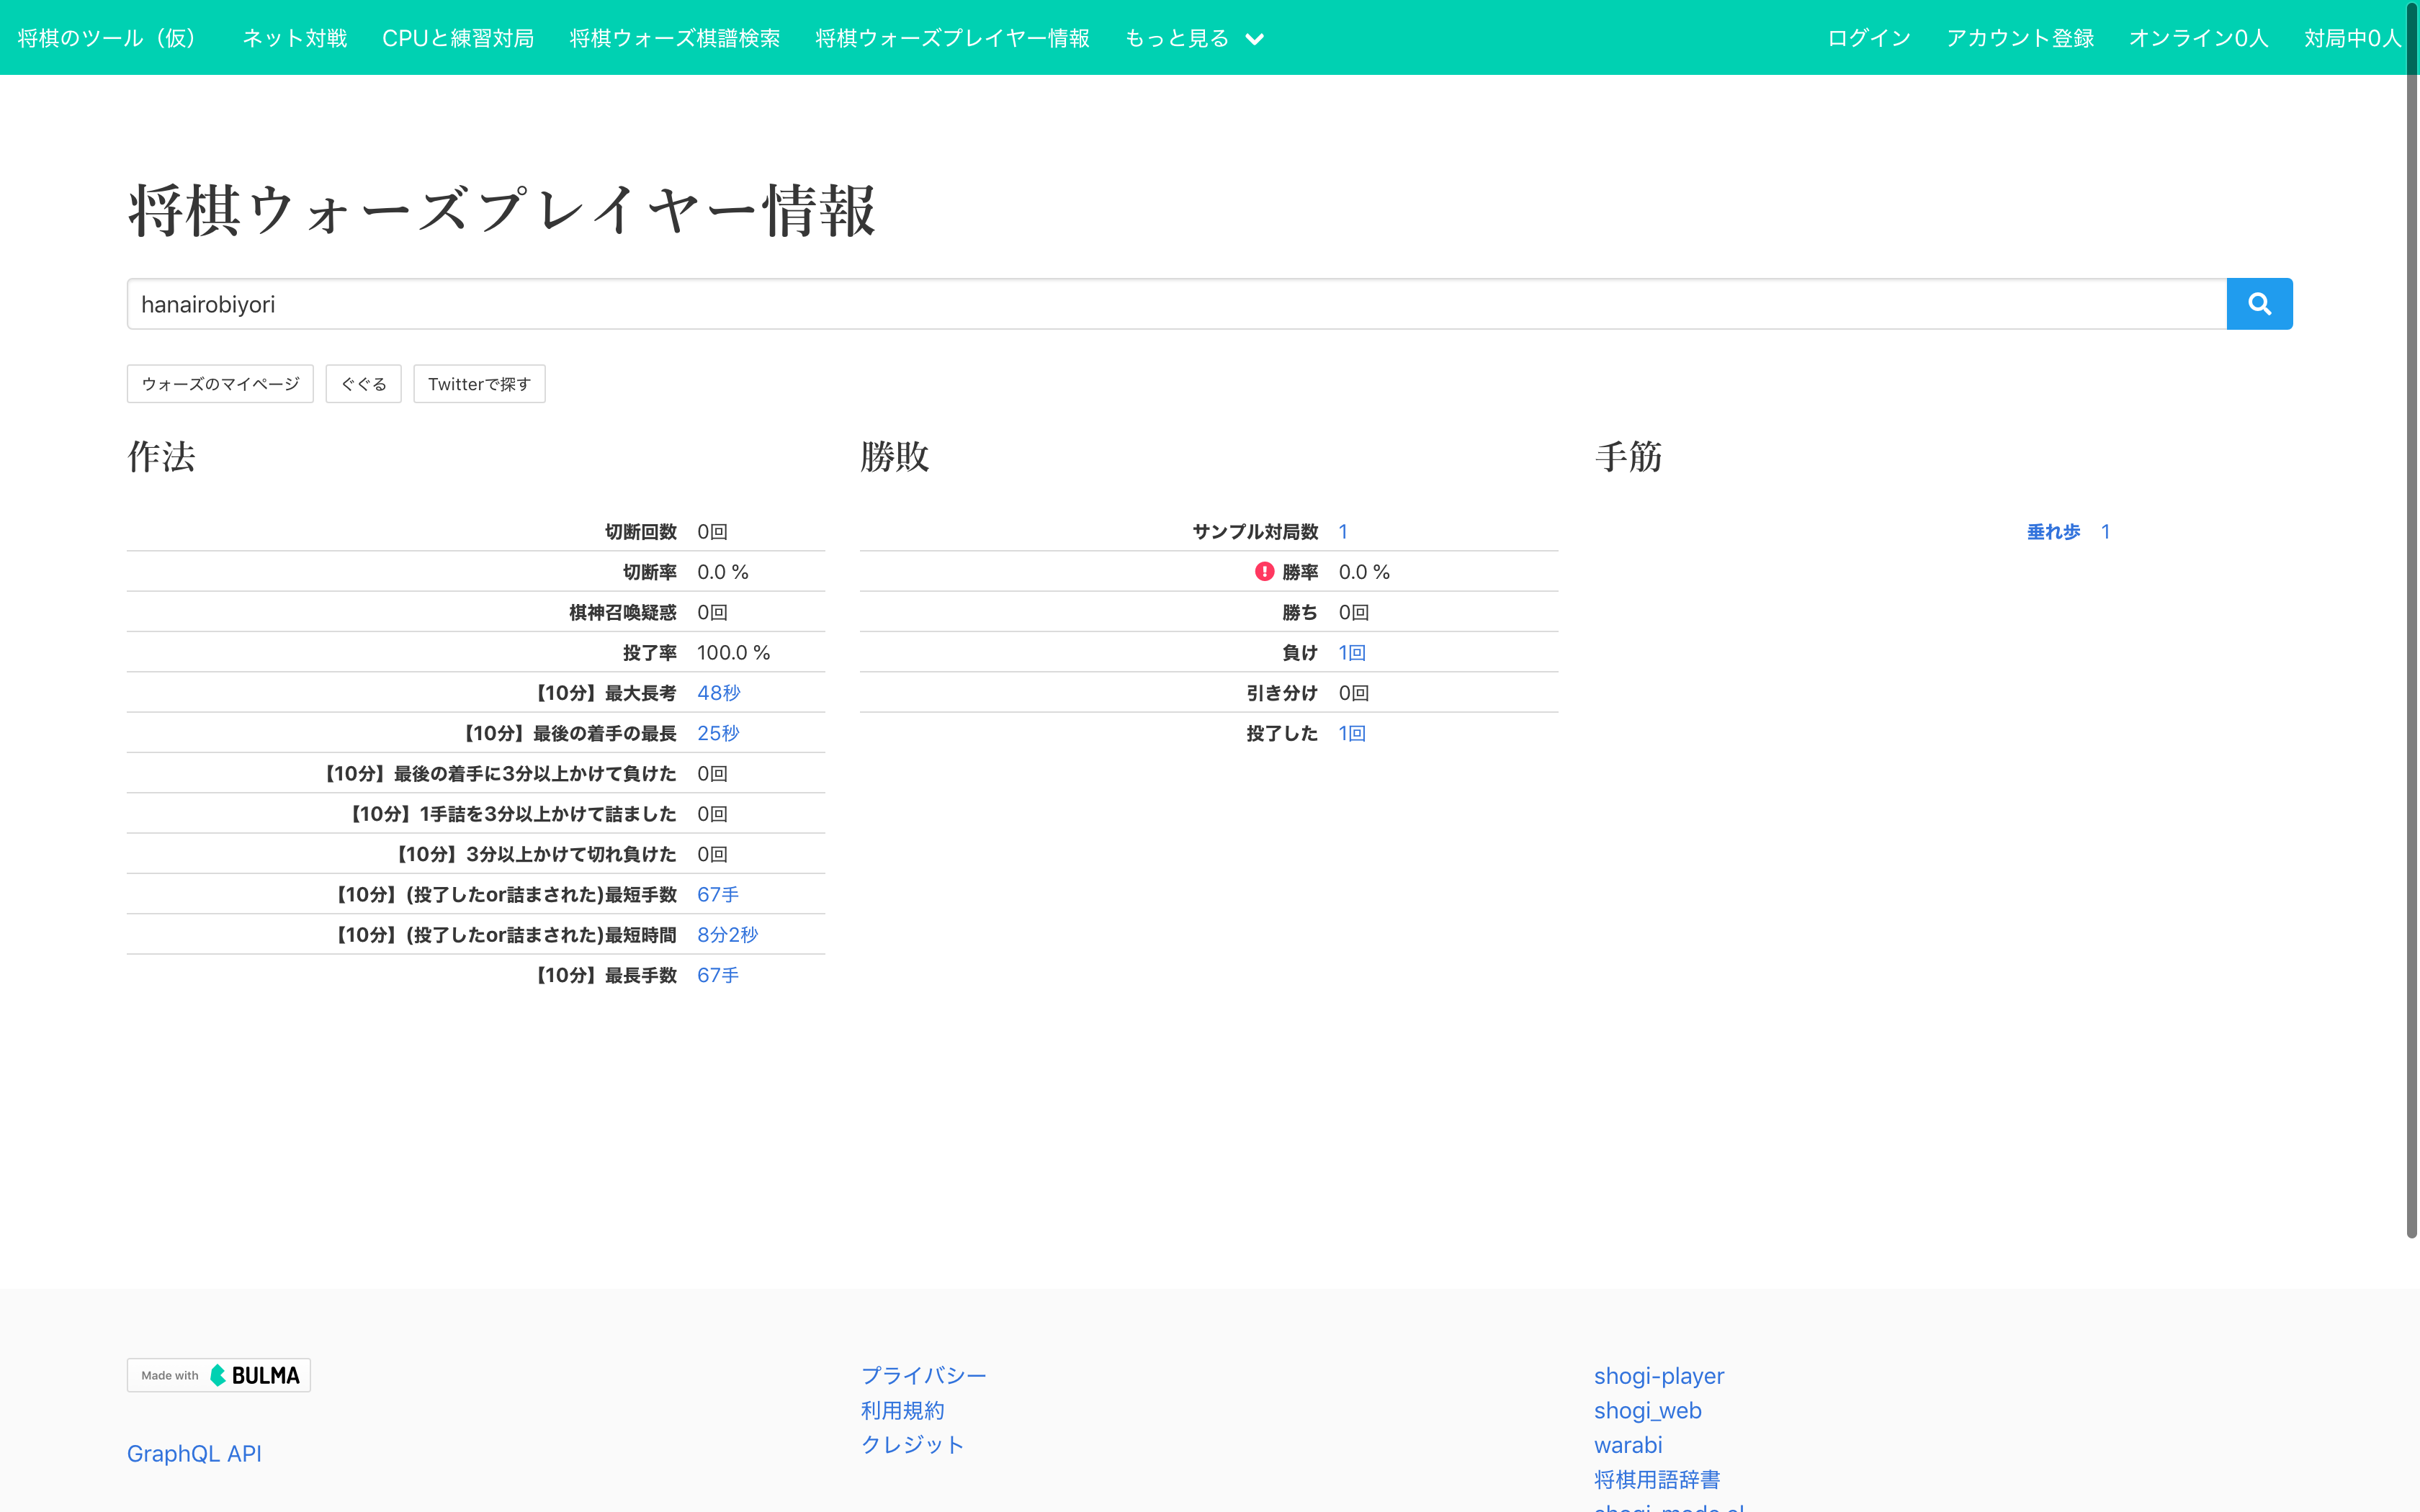 将棋のツール（仮） ネット対戦 CPUと練習対局 将棋ウォーズ棋譜検索 将棋ウォーズプレイヤー情報 もっと見る ログイン アカウント登録 オンライン0人 対局中0人
将棋ウォーズプレイヤー情報
hanairobiyori
ウォーズのマイページ ぐぐる Twitterで探す
作法
切断回数 0回
切断率 0.0 %
棋神召喚疑惑 0回
投了率 100.0 %
【10分】最大長考 48秒
【10分】最後の着手の最長 25秒
【10分】最後の着手に3分以上かけて負けた 0回
【10分】1手詰を3分以上かけて詰ました 0回
【10分】3分以上かけて切れ負けた 0回
【10分】(投了したor詰まされた)最短手数 67手
【10分】(投了したor詰まされた)最短時間 8分2秒
【10分】最長手数 67手
勝敗
サンプル対局数 1
勝率 0.0 %
勝ち 0回
負け 1回
引き分け 0回
投了した 1回
手筋
垂れ歩 1
Made with BULMA
GraphQL API
プライバシー
利用規約
クレジット
shogi-player
shogi_web
warabi
将棋用語辞書